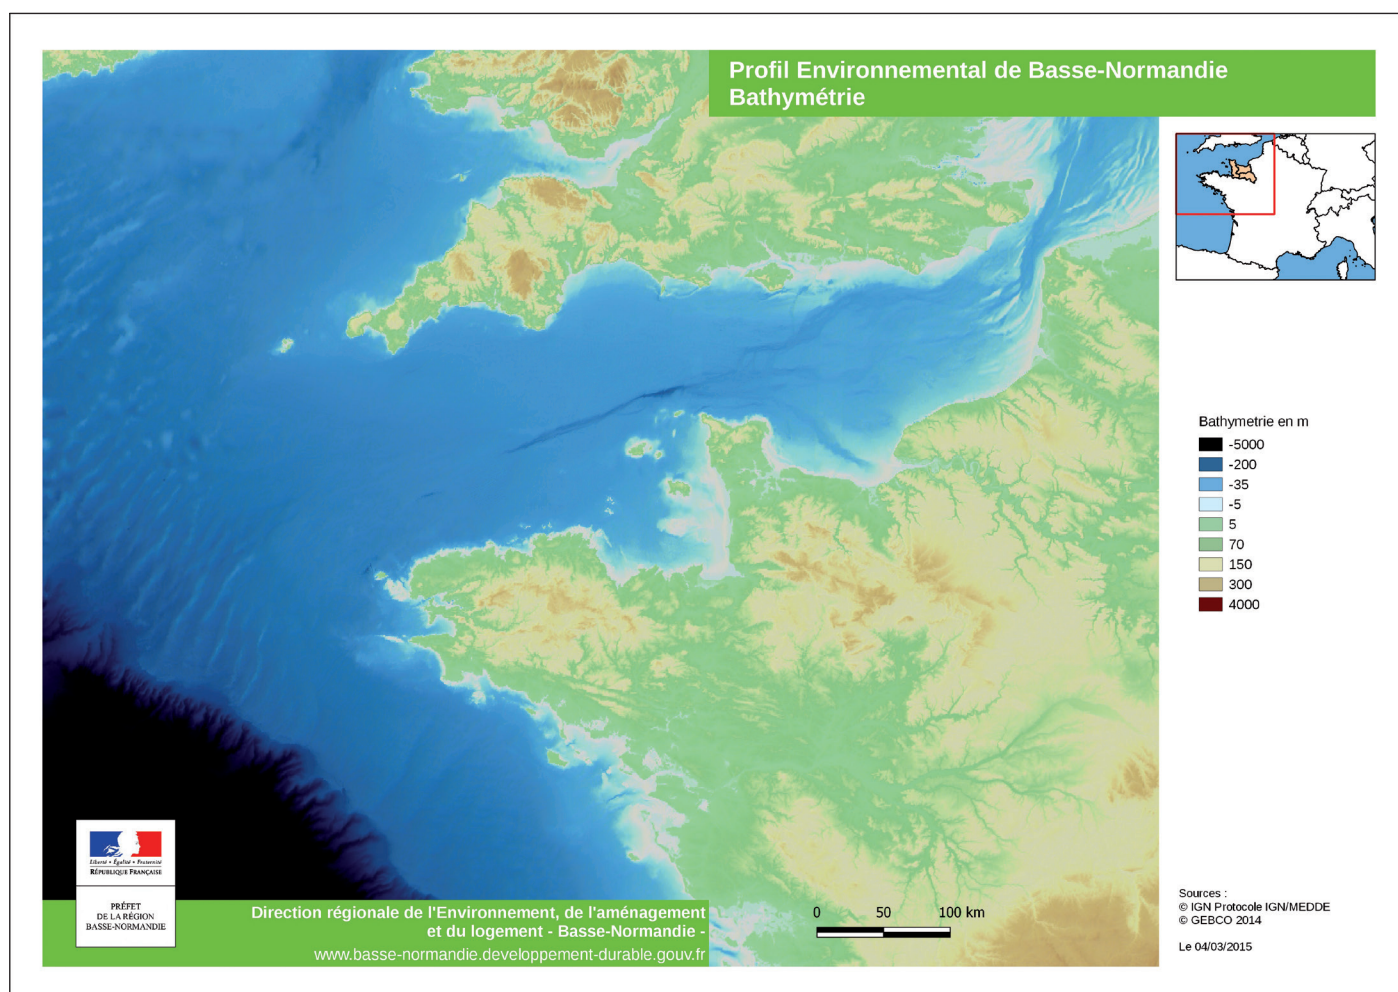 Profil Environnemental de Basse-Normandie
Bathymétrie
Bathymetrie en m
-5000
-200
-35
-5
5
70
150
300
4000
Liberté • Égalité • Fraternité
RÉPUBLIQUE FRANÇAISE
PRÉFET
DE LA RÉGION
BASSE-NORMANDIE
Direction régionale de l'Environnement, de l'aménagement
et du logement - Basse-Normandie -
www.basse-normandie.developpement-durable.gouv.fr
0 50 100 km
Sources :
© IGN Protocole IGN/MEDDE
© GEBCO 2014
Le 04/03/2015